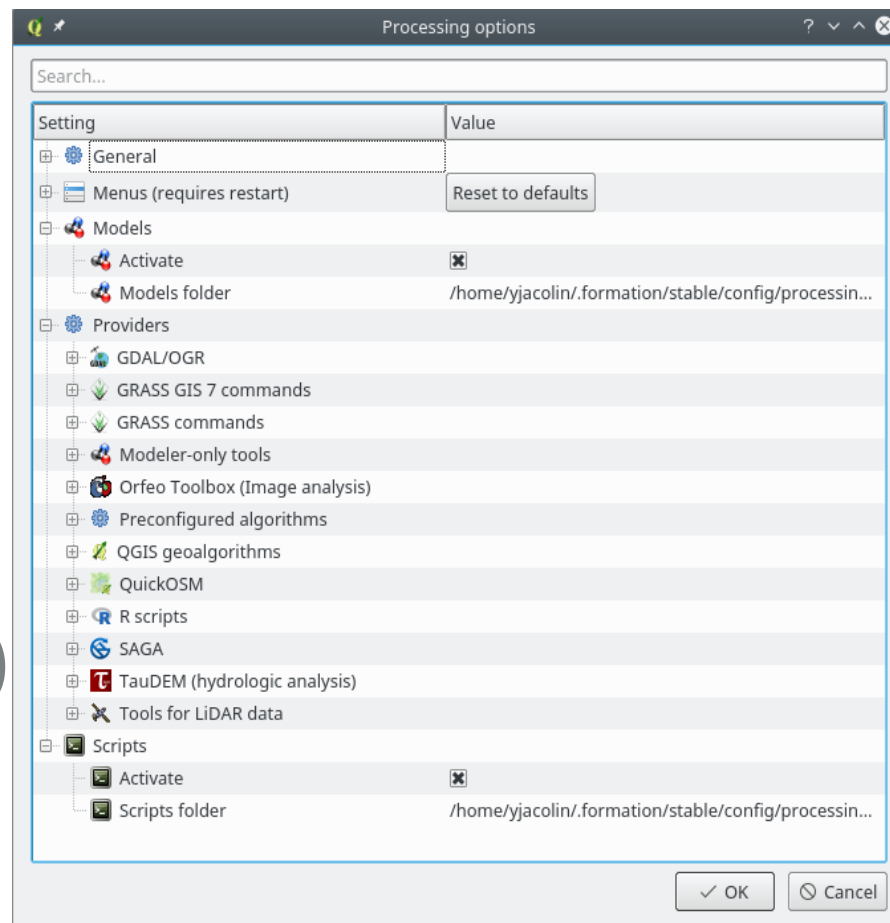 Processing options
Search...
Setting Value
General
Menus (requires restart) Reset to defaults
Models
Activate
Models folder /home/yjacolin/.formation/stable/config/processin...
Providers
GDAL/OGR
GRASS GIS 7 commands
GRASS commands
Modeler-only tools
Orfeo Toolbox (Image analysis)
Preconfigured algorithms
QGIS geoalgorithms
QuickOSM
R scripts
SAGA
TauDEM (hydrologic analysis)
Tools for LiDAR data
Scripts
Activate
Scripts folder /home/yjacolin/.formation/stable/config/processin...
OK Cancel